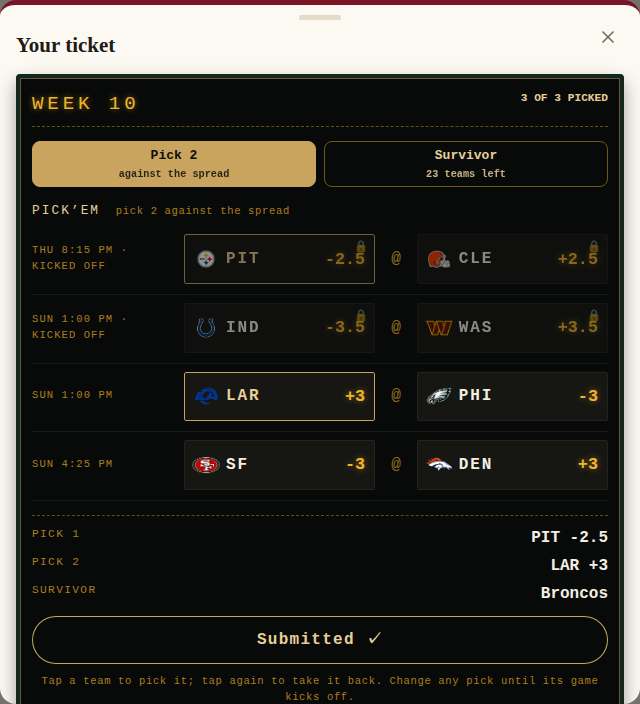 Your ticket
WEEK 10
3 OF 3 PICKED
Pick 2
against the spread
Survivor
23 teams left
PICK'EM pick 2 against the spread
THU 8:15 PM ·
KICKED OFF
PIT -2.5 @ CLE +2.5
SUN 1:00 PM ·
KICKED OFF
IND -3.5 @ WAS +3.5
SUN 1:00 PM LAR +3 @ PHI -3
SUN 4:25 PM SF -3 @ DEN +3
PICK 1 PIT -2.5
PICK 2 LAR +3
SURVIVOR Broncos
Submitted ✓
Tap a team to pick it; tap again to take it back. Change any pick until its game
kicks off.